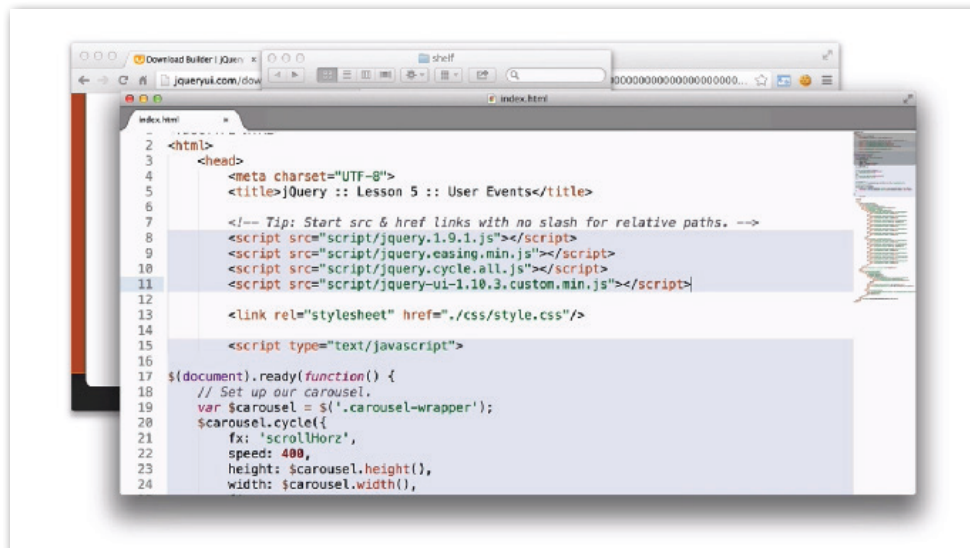 Download Builder | jQuery
shelf
jqueryui.com/dow
000000000000000000000...
index.html
index.html
2 <html>
3 <head>
4 <meta charset="UTF-8">
5 <title>jQuery :: Lesson 5 :: User Events</title>
6
7 <!-- Tip: Start src & href links with no slash for relative paths. -->
8 <script src="script/jquery.1.9.1.js"></script>
9 <script src="script/jquery.easing.min.js"></script>
10 <script src="script/jquery.cycle.all.js"></script>
11 <script src="script/jquery-ui-1.10.3.custom.min.js"></script>
12
13 <link rel="stylesheet" href="./css/style.css"/>
14
15 <script type="text/javascript">
16
17 $(document).ready(function() {
18 // Set up our carousel.
19 var $carousel = $('.carousel-wrapper');
20 $carousel.cycle({
21 fx: 'scrollHorz',
22 speed: 400,
23 height: $carousel.height(),
24 width: $carousel.width(),